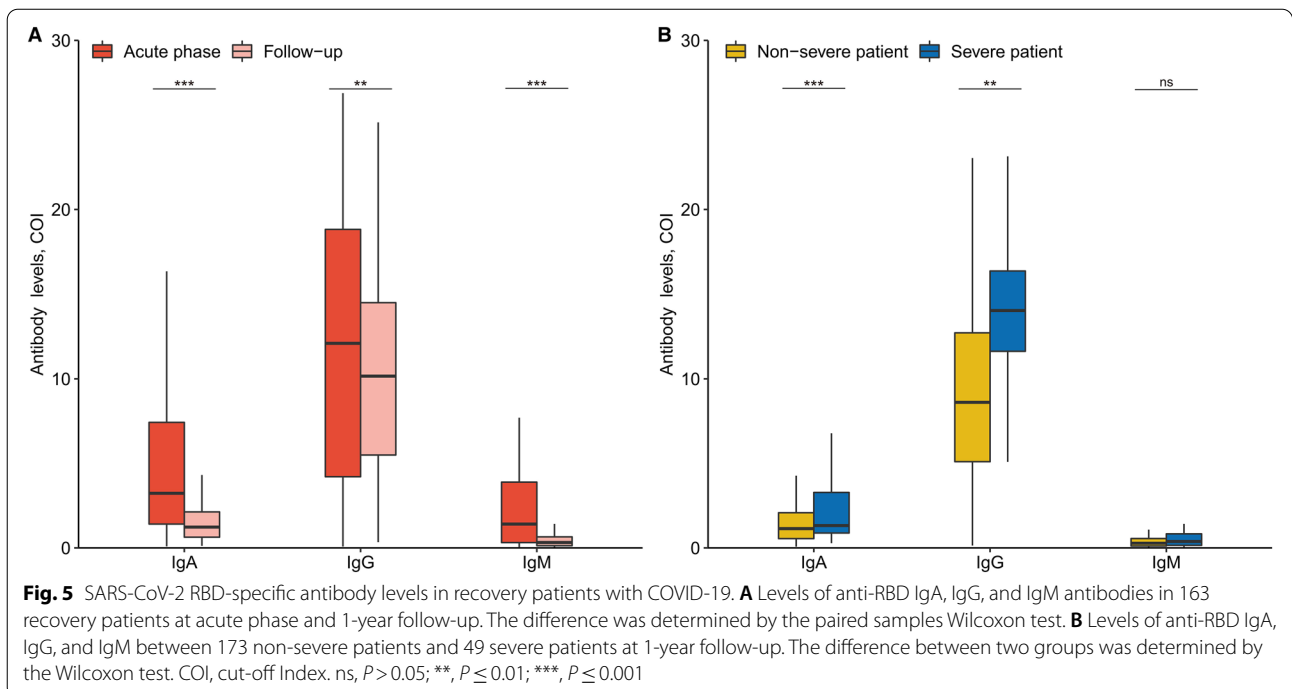 A
B
30
20
10
0
Antibody levels, COI
Acute phase
Follow-up
***
**
***
IgA
IgG
IgM
30
20
10
0
Antibody levels, COI
Non-severe patient
Severe patient
***
**
ns
IgA
IgG
IgM
Fig. 5 SARS-CoV-2 RBD-specific antibody levels in recovery patients with COVID-19. A Levels of anti-RBD IgA, IgG, and IgM antibodies in 163
recovery patients at acute phase and 1-year follow-up. The difference was determined by the paired samples Wilcoxon test. B Levels of anti-RBD IgA,
IgG, and IgM between 173 non-severe patients and 49 severe patients at 1-year follow-up. The difference between two groups was determined by
the Wilcoxon test. COI, cut-off Index. ns, P > 0.05; **, P ≤ 0.01; ***, P ≤ 0.001